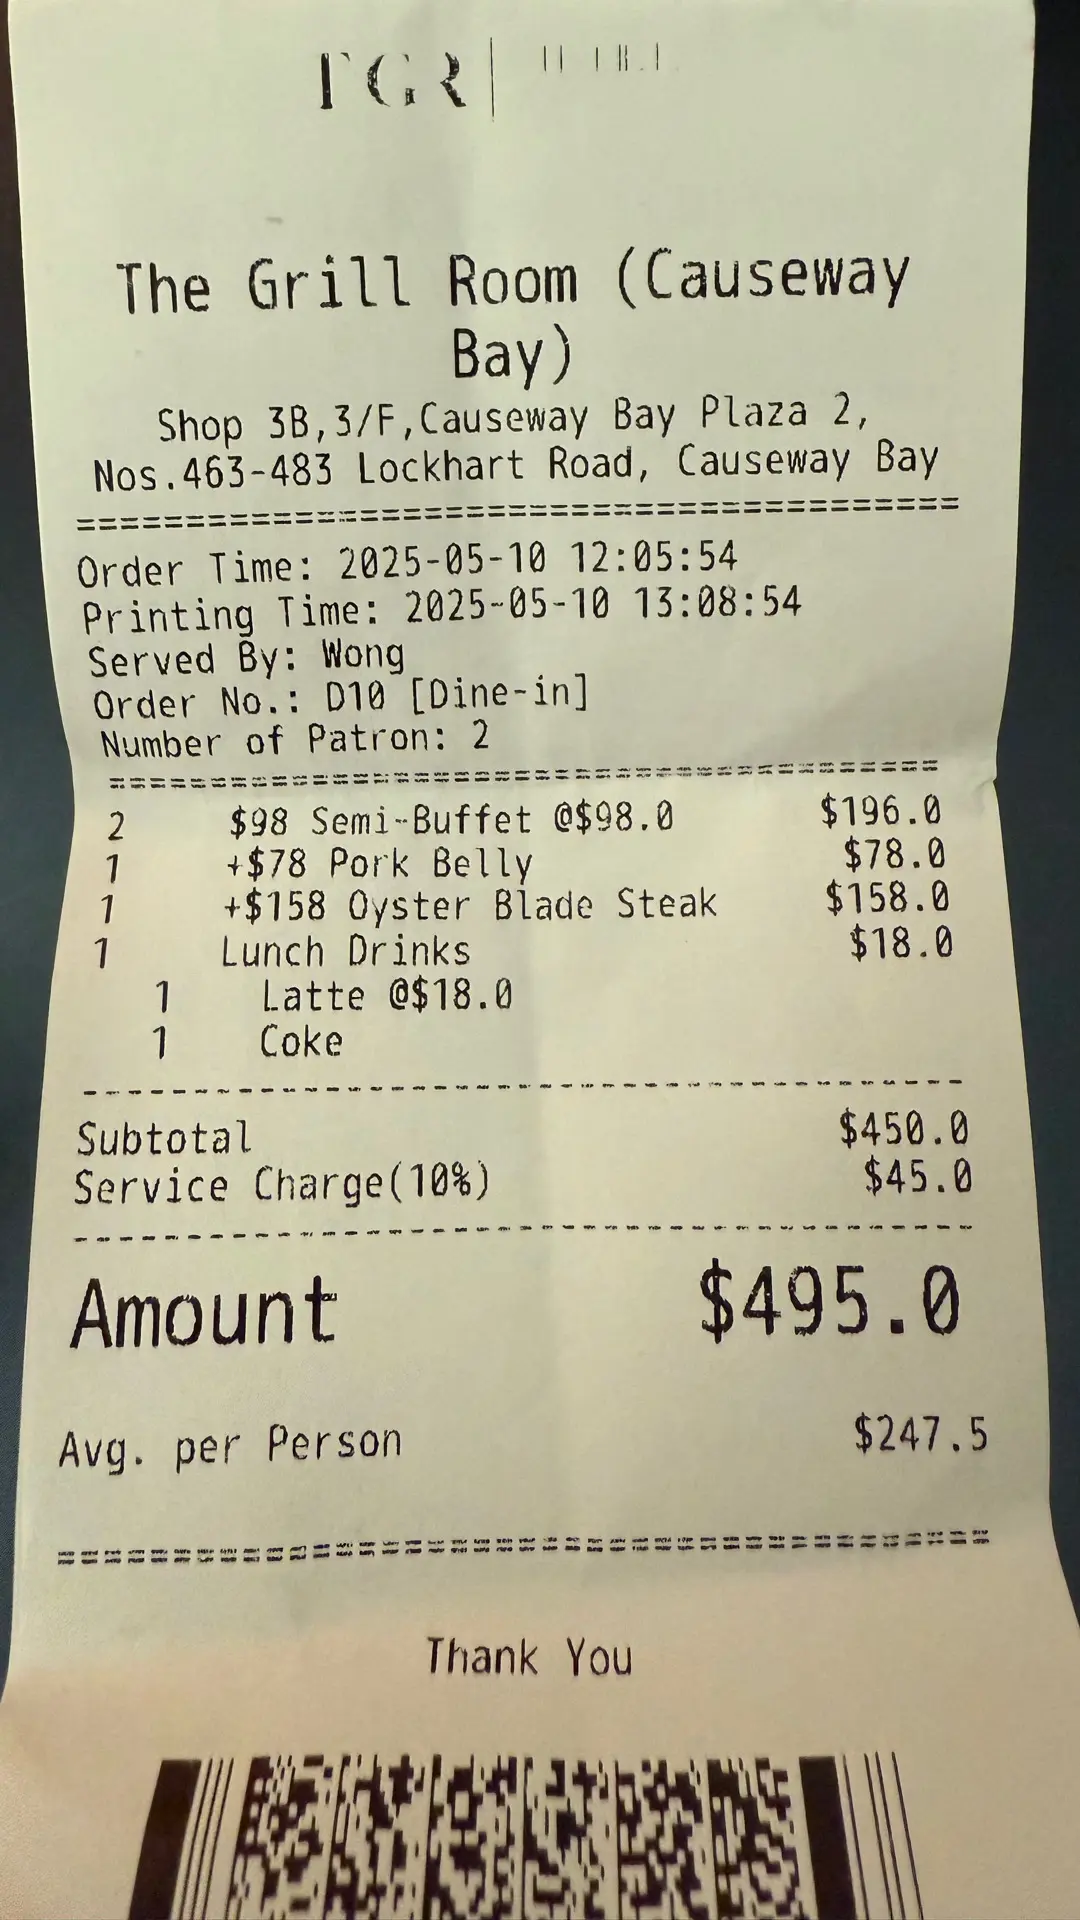 TGR
The Grill Room (Causeway
Bay)
Shop 3B,3/F,Causeway Bay Plaza 2,
Nos.463-483 Lockhart Road, Causeway Bay
Order Time: 2025-05-10 12:05:54
Printing Time: 2025-05-10 13:08:54
Served By: Wong
Order No.: D10 [Dine-in]
Number of Patron: 2
2 $98 Semi-Buffet @$98.0 $196.0
1 +$78 Pork Belly $78.0
1 +$158 Oyster Blade Steak $158.0
1 Lunch Drinks $18.0
1 Latte @$18.0
1 Coke
Subtotal $450.0
Service Charge(10%) $45.0
Amount $495.0
Avg. per Person $247.5
Thank You